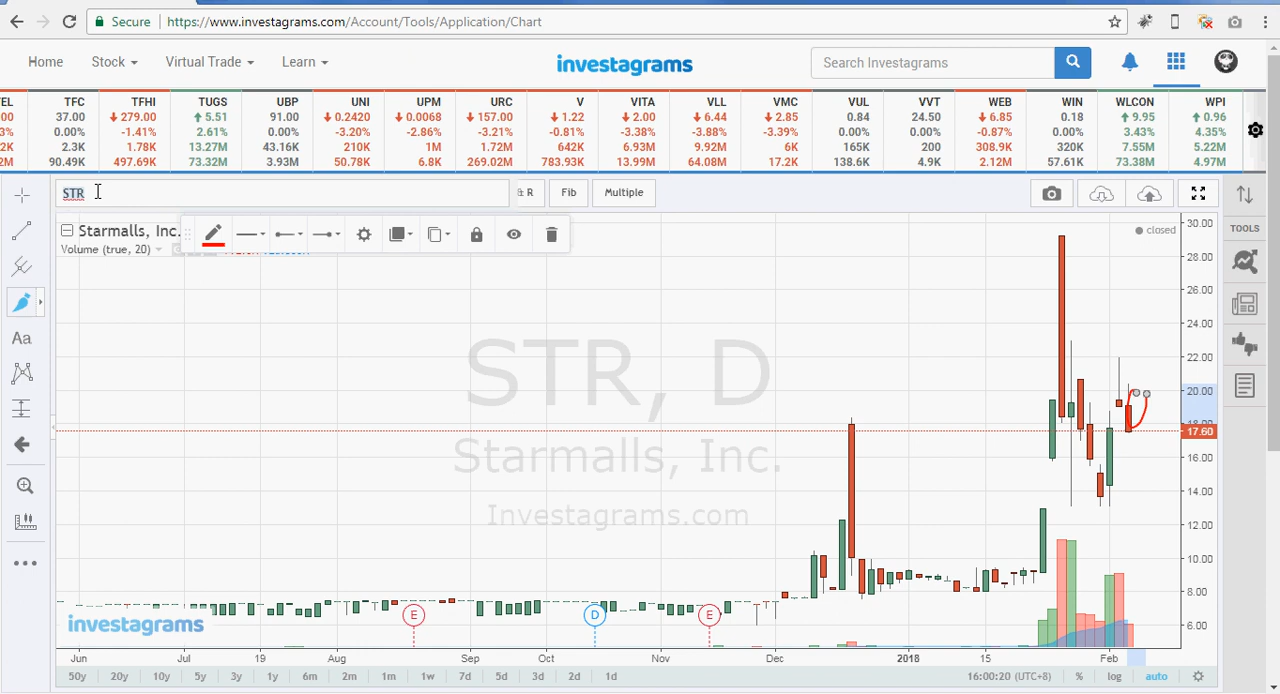 Secure https://www.investagrams.com/Account/Tools/Application/Chart
Home Stock Virtual Trade Learn investagrams Search Investagrams
TFC TFHI TUGS UBP UNI UPM URC V VITA VLL VMC VUL VVT WEB WIN WLCON WPI
37.00 279.00 5.51 91.00 0.2420 0.0068 157.00 1.22 2.00 6.44 2.85 0.84 24.50 6.85 0.18 9.95 0.96
0.00% -1.41% 2.61% 0.00% -3.20% -2.86% -3.21% -0.81% -3.38% -3.88% -3.39% 0.00% 0.00% -0.87% 0.00% 3.43% 4.35%
2.3K 1.78K 13.27M 43.16K 210K 1M 1.72M 642K 6.93M 9.92M 6K 165K 200 308.9K 320K 7.55M 5.22M
90.49K 497.69K 73.32M 3.93M 50.78K 6.8K 269.02M 783.93K 13.99M 64.08M 17.2K 138.6K 4.9K 2.12M 57.61K 73.38M 4.97M
STR & R Fib Multiple
TOOLS
Starmalls, Inc.
closed
Volume (true, 20)
Aa
30.00
28.00
26.00
24.00
22.00
20.00
17.60
16.00
14.00
12.00
10.00
8.00
6.00
STR, D
Starmalls, Inc.
Investagrams.com
E D E
investagrams
Jun Jul 19 Aug Sep Oct Nov Dec 2018 15 Feb
50y 20y 10y 5y 3y 1y 6m 2m 1m 1w 7d 5d 3d 2d 1d 16:00:20 (UTC+8) % log auto